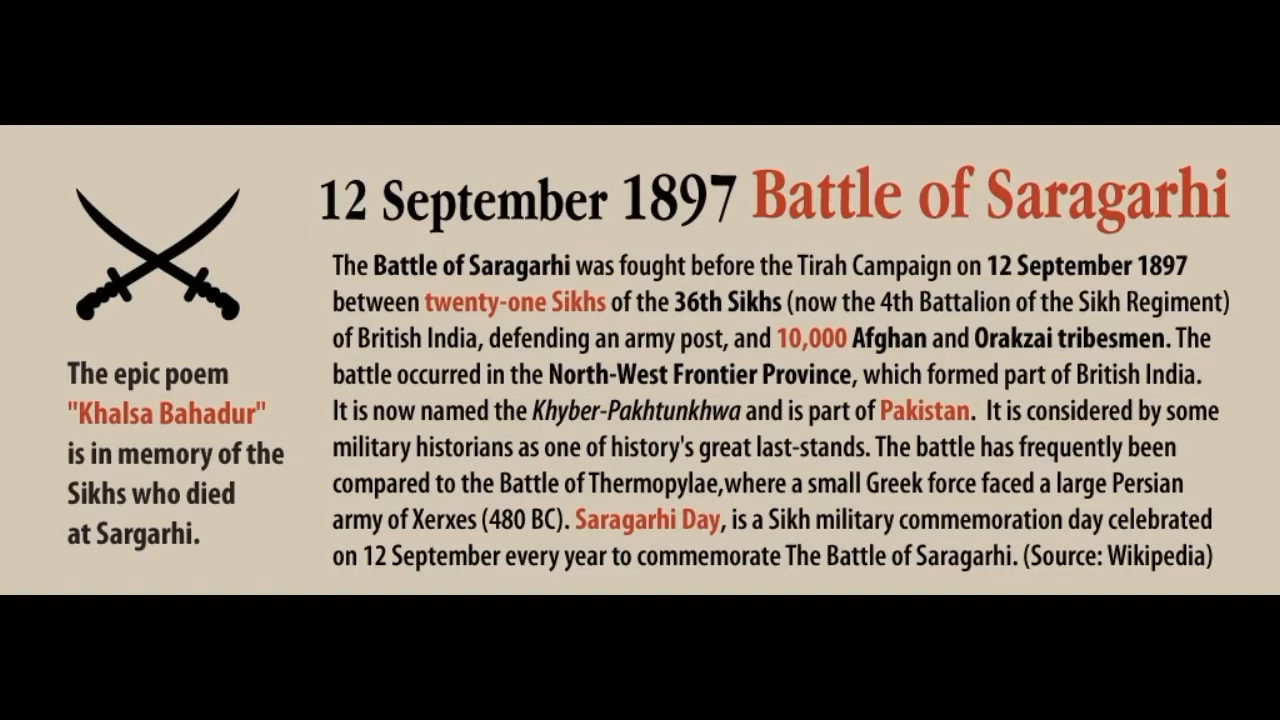 12 September 1897 Battle of Saragarhi
The Battle of Saragarhi was fought before the Tirah Campaign on 12 September 1897
between twenty-one Sikhs of the 36th Sikhs (now the 4th Battalion of the Sikh Regiment)
of British India, defending an army post, and 10,000 Afghan and Orakzai tribesmen. The
battle occurred in the North-West Frontier Province, which formed part of British India.
It is now named the Khyber-Pakhtunkhwa and is part of Pakistan. It is considered by some
military historians as one of history's great last-stands. The battle has frequently been
compared to the Battle of Thermopylae,where a small Greek force faced a large Persian
army of Xerxes (480 BC). Saragarhi Day, is a Sikh military commemoration day celebrated
on 12 September every year to commemorate The Battle of Saragarhi. (Source: Wikipedia)
The epic poem
"Khalsa Bahadur"
is in memory of the
Sikhs who died
at Sargarhi.